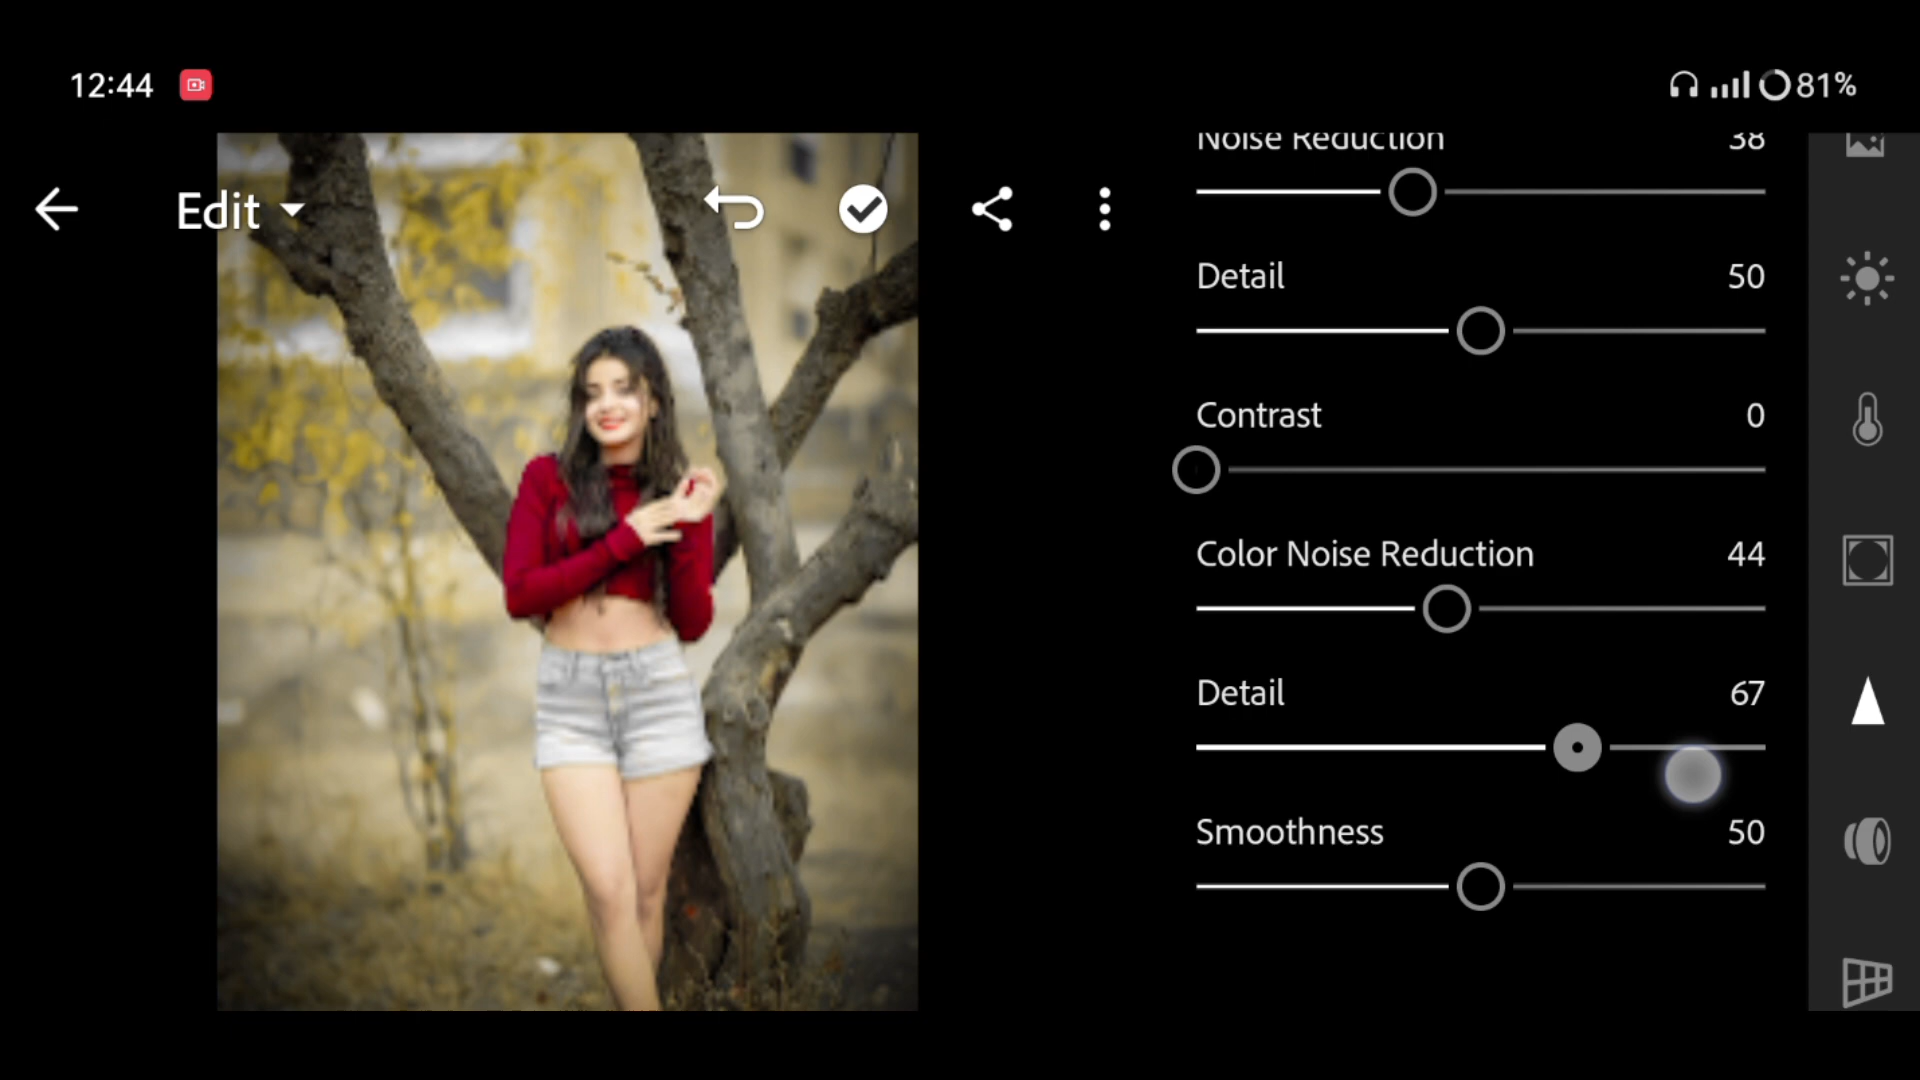 12:44
81%
Edit
Noise Reduction 38
Detail 50
Contrast 0
Color Noise Reduction 44
Detail 67
Smoothness 50